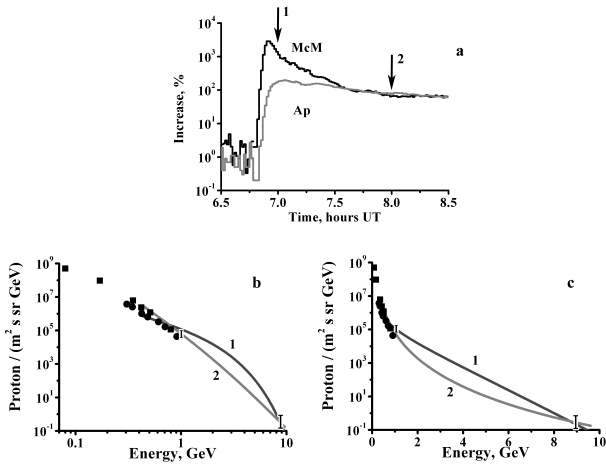 1
McM
a
2
Ap
Increase, %
10^4
10^3
10^2
10^1
10^0
10^-1
6.5 7.0 7.5 8.0 8.5
Time, hours UT
b
Proton / (m^2 s sr GeV)
10^9
10^7
10^5
10^3
10^1
10^-1
1
2
0.1 1 10
Energy, GeV
c
Proton / (m^2 s sr GeV)
10^9
10^7
10^5
10^3
10^1
10^-1
1
2
0 2 4 6 8 10
Energy, GeV